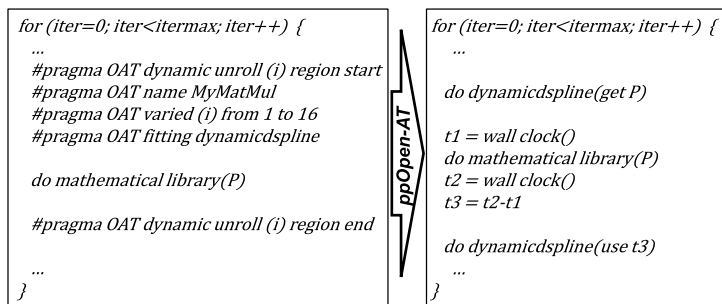 for (iter=0; iter<itermax; iter++) {
...
#pragma OAT dynamic unroll (i) region start
#pragma OAT name MyMatMul
#pragma OAT varied (i) from 1 to 16
#pragma OAT fitting dynamicdspline
do mathematical library(P)
#pragma OAT dynamic unroll (i) region end
...
}
ppOpen-AT
for (iter=0; iter<itermax; iter++) {
...
do dynamicdspline(get P)
t1 = wall clock()
do mathematical library(P)
t2 = wall clock()
t3 = t2-t1
do dynamicdspline(use t3)
...
}